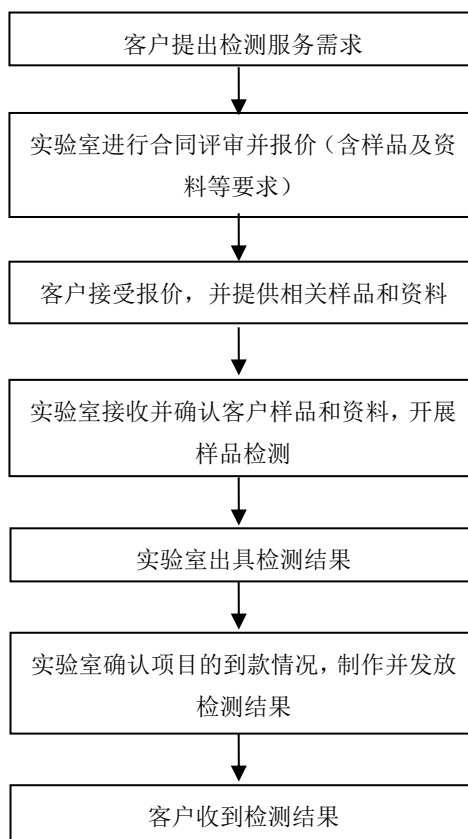 客户提出检测服务需求
实验室进行合同评审并报价（含样品及资
料等要求）
客户接受报价，并提供相关样品和资料
实验室接收并确认客户样品和资料，开展
样品检测
实验室出具检测结果
实验室确认项目的到款情况，制作并发放
检测结果
客户收到检测结果